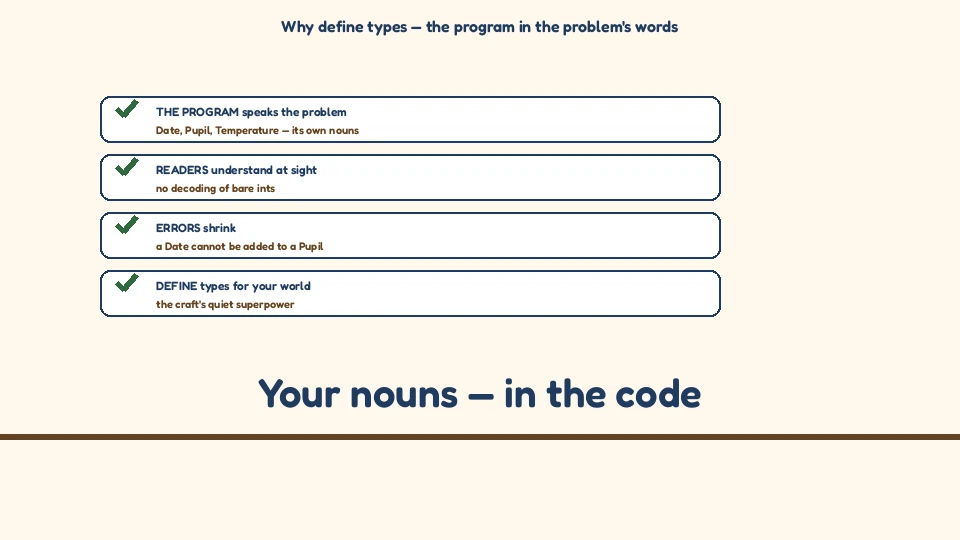 Why define types — the program in the problem's words
THE PROGRAM speaks the problem
Date, Pupil, Temperature — its own nouns
READERS understand at sight
no decoding of bare ints
ERRORS shrink
a Date cannot be added to a Pupil
DEFINE types for your world
the craft's quiet superpower
Your nouns — in the code